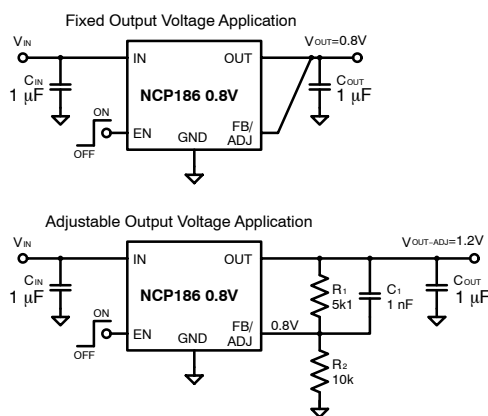 Fixed Output Voltage Application
VIN
VOUT=0.8V
IN
OUT
CIN
1 μF
NCP186 0.8V
COUT
1 μF
ON
OFF
EN
GND
FB/
ADJ
Adjustable Output Voltage Application
VIN
VOUT-ADJ=1.2V
IN
OUT
CIN
1 μF
NCP186 0.8V
R1
5k1
C1
1 nF
COUT
1 μF
ON
OFF
EN
GND
FB/
ADJ
0.8V
R2
10k